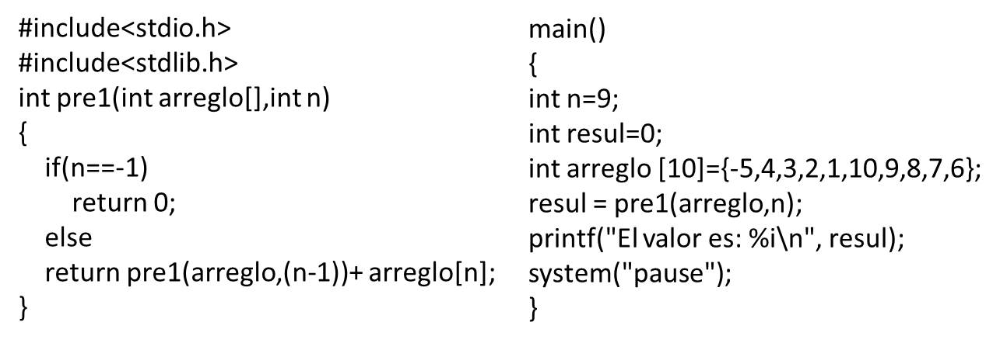 #include<stdio.h>
#include<stdlib.h>
int pre1(int arreglo[],int n)
{
if(n==-1)
return 0;
else
return pre1(arreglo,(n-1))+ arreglo[n];
}
main()
{
int n=9;
int resul=0;
int arreglo [10]={-5,4,3,2,1,10,9,8,7,6};
resul = pre1(arreglo,n);
printf("El valor es: %i\n", resul);
system("pause");
}